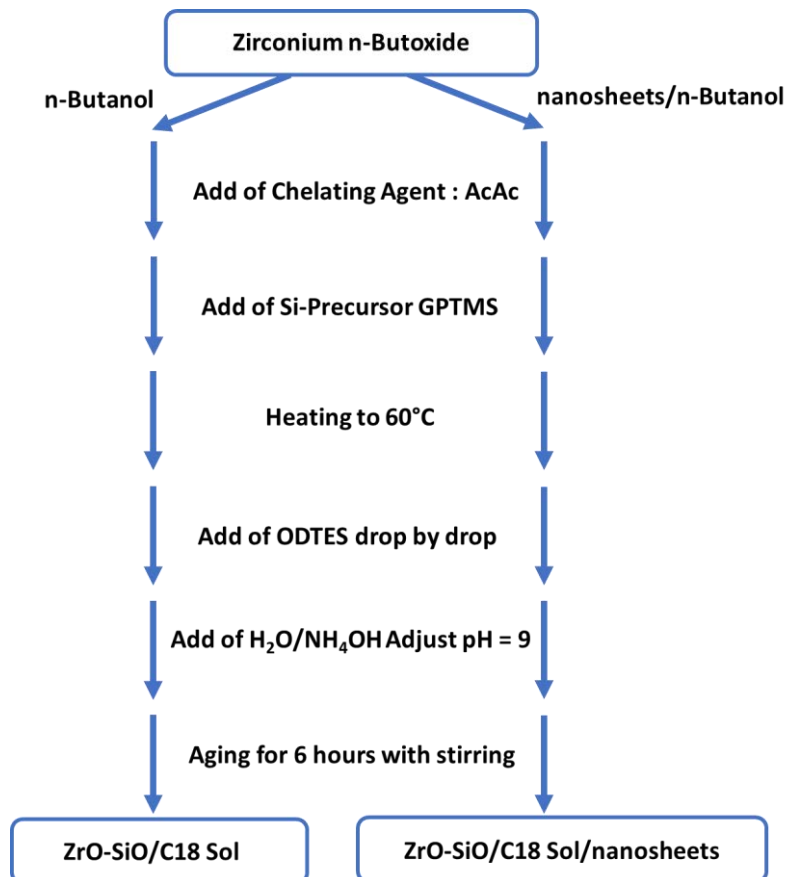 Zirconium n-Butoxide
n-Butanol
nanosheets/n-Butanol
Add of Chelating Agent : AcAc
Add of Si-Precursor GPTMS
Heating to 60°C
Add of ODTES drop by drop
Add of H₂O/NH₄OH Adjust pH = 9
Aging for 6 hours with stirring
ZrO-SiO/C18 Sol
ZrO-SiO/C18 Sol/nanosheets